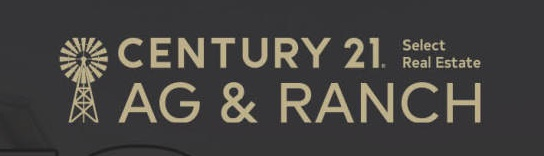 CENTURY 21® Select
Real Estate
AG & RANCH